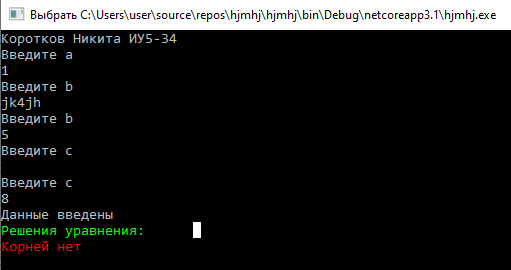 Выбрать C:\Users\user\source\repos\hjmhj\hjmhj\bin\Debug\netcoreapp3.1\hjmhj.exe
Коротков Никита ИУ5-34
Введите a
1
Введите b
jk4jh
Введите b
5
Введите c
Введите c
8
Данные введены
Решения уравнения:
Корней нет